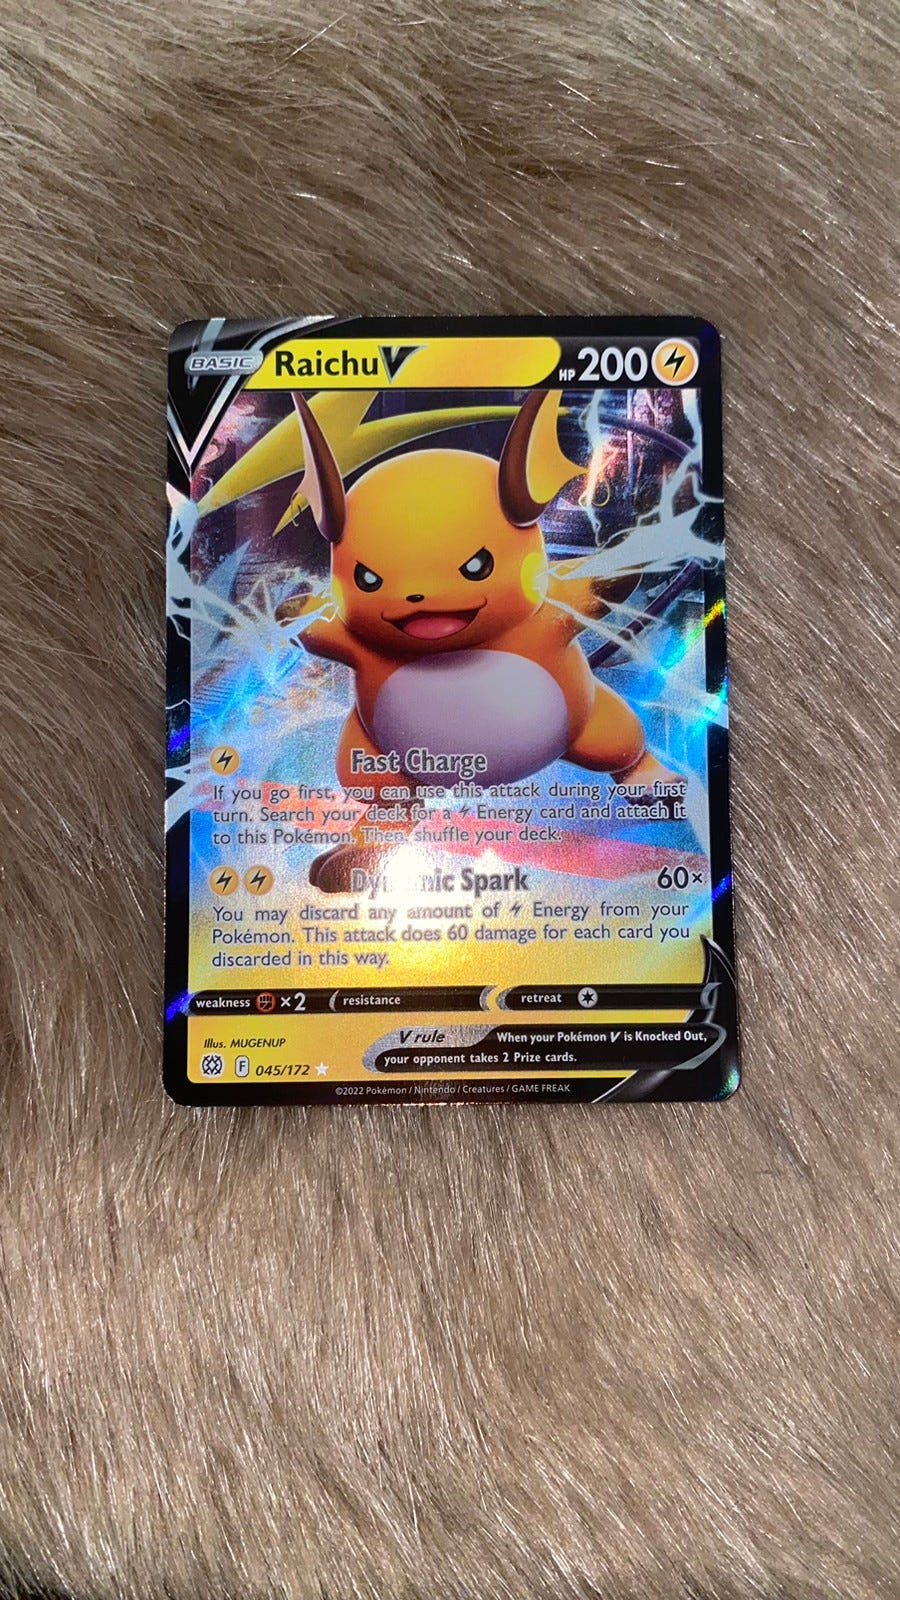 BASIC Raichu V HP 200
Fast Charge
If you go first, you can use this attack during your first
turn. Search your deck for a Energy card and attach it
to this Pokémon. Then, shuffle your deck.
Spark 60×
You may discard any amount of Energy from your
Pokémon. This attack does 60 damage for each card you
discarded in this way.
weakness ×2 resistance retreat
Illus. MUGENUP
V rule When your Pokémon V is Knocked Out,
your opponent takes 2 Prize cards.
F 045/172
©2022 Pokémon / Nintendo / Creatures / GAME FREAK